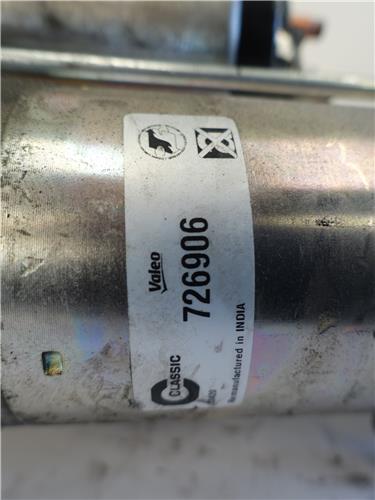 Valeo
726906
CLASSIC
Remanufactured in INDIA